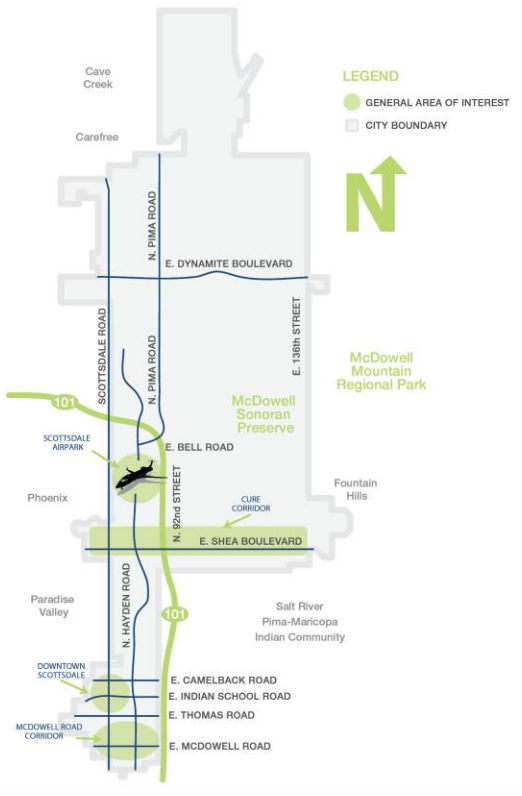 Cave
Creek
LEGEND
GENERAL AREA OF INTEREST
CITY BOUNDARY
Carefree
N
N. PIMA ROAD
E. DYNAMITE BOULEVARD
SCOTTSDALE ROAD
N. PIMA ROAD
E. 136th STREET
McDowell
Mountain
Regional Park
101
McDowell
Sonoran
Preserve
SCOTTSDALE
AIRPARK
E. BELL ROAD
Phoenix
N. 92nd STREET
Fountain
Hills
CURE
CORRIDOR
E. SHEA BOULEVARD
N. HAYDEN ROAD
Paradise
Valley
101
Salt River
Pima-Maricopa
Indian Community
DOWNTOWN
SCOTTSDALE
E. CAMELBACK ROAD
E. INDIAN SCHOOL ROAD
E. THOMAS ROAD
MCDOWELL ROAD
CORRIDOR
E. MCDOWELL ROAD